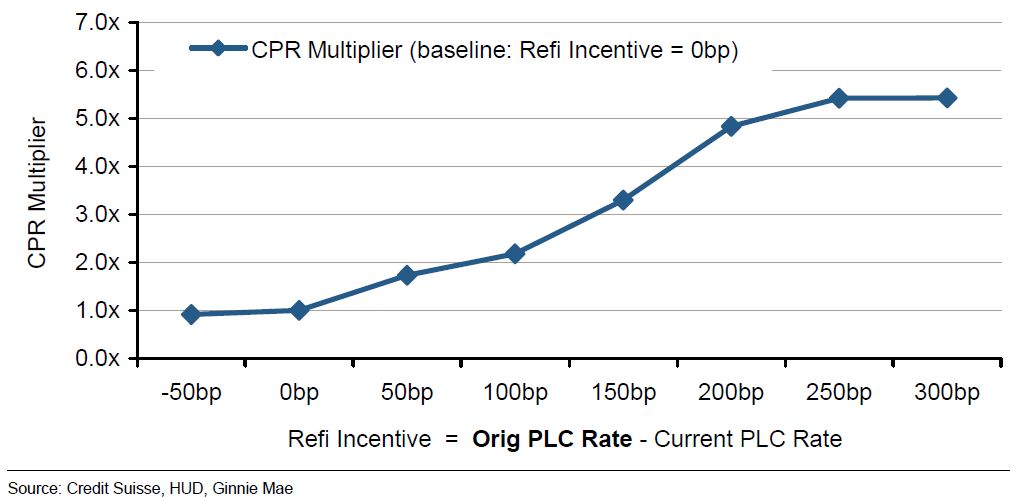 7.0x
CPR Multiplier (baseline: Refi Incentive = 0bp)
6.0x
5.0x
4.0x
3.0x
2.0x
1.0x
0.0x
CPR Multiplier
-50bp 0bp 50bp 100bp 150bp 200bp 250bp 300bp
Refi Incentive = Orig PLC Rate - Current PLC Rate
Source: Credit Suisse, HUD, Ginnie Mae